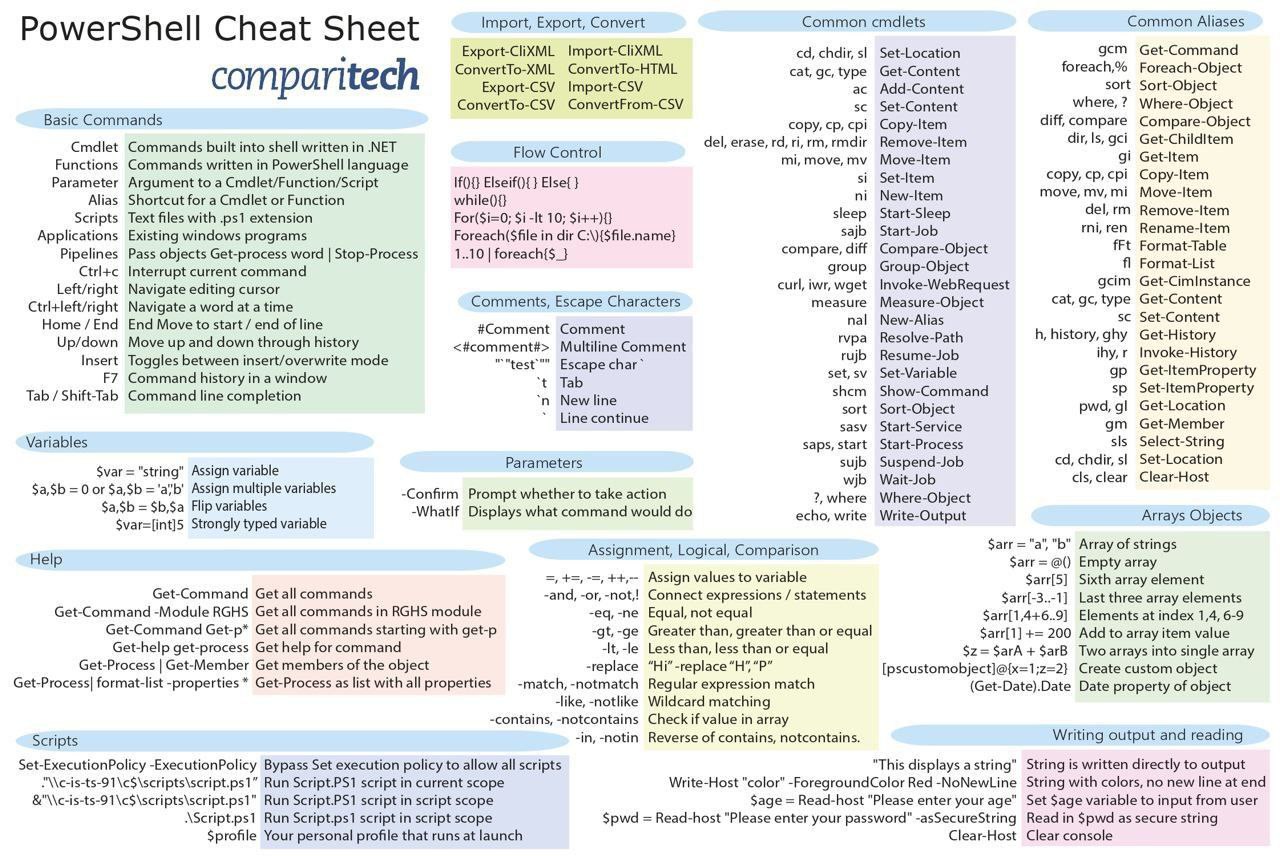 PowerShell Cheat Sheet
comparitech
Basic Commands
Cmdlet Commands built into shell written in .NET
Functions Commands written in PowerShell language
Parameter Argument to a Cmdlet/Function/Script
Alias Shortcut for a Cmdlet or Function
Scripts Text files with .ps1 extension
Applications Existing windows programs
Pipelines Pass objects Get-process word | Stop-Process
Ctrl+c Interrupt current command
Left/right Navigate editing cursor
Ctrl+left/right Navigate a word at a time
Home / End End Move to start / end of line
Up/down Move up and down through history
Insert Toggles between insert/overwrite mode
F7 Command history in a window
Tab / Shift-Tab Command line completion
Variables
$var = "string" Assign variable
$a,$b = 0 or $a,$b = 'a','b' Assign multiple variables
$a,$b = $b,$a Flip variables
$var=[int]5 Strongly typed variable
Help
Get-Command Get all commands
Get-Command -Module RGHS Get all commands in RGHS module
Get-Command Get-p* Get all commands starting with get-p
Get-help get-process Get help for command
Get-Process | Get-Member Get members of the object
Get-Process| format-list -properties * Get-Process as list with all properties
Scripts
Set-ExecutionPolicy -ExecutionPolicy Bypass Set execution policy to allow all scripts
."\\c-is-ts-91\c$\scripts\script.ps1” Run Script.PS1 script in current scope
&"\\c-is-ts-91\c$\scripts\script.ps1" Run Script.PS1 script in script scope
.\Script.ps1 Run Script.ps1 script in script scope
$profile Your personal profile that runs at launch
Import, Export, Convert
Export-CliXML Import-CliXML
ConvertTo-XML ConvertTo-HTML
Export-CSV Import-CSV
ConvertTo-CSV ConvertFrom-CSV
Flow Control
If(){} Elseif(){ } Else{ }
while(){}
For($i=0; $i -lt 10; $i++){}
Foreach($file in dir C:\){$file.name}
1..10 | foreach{$_}
Comments, Escape Characters
#Comment Comment
<#comment#> Multiline Comment
"`"test`"" Escape char `
`t Tab
`n New line
` Line continue
Parameters
-Confirm Prompt whether to take action
-WhatIf Displays what command would do
Assignment, Logical, Comparison
=, +=, -=, ++,-- Assign values to variable
-and, -or, -not,! Connect expressions / statements
-eq, -ne Equal, not equal
-gt, -ge Greater than, greater than or equal
-lt, -le Less than, less than or equal
-replace “Hi” -replace “H”, “P”
-match, -notmatch Regular expression match
-like, -notlike Wildcard matching
-contains, -notcontains Check if value in array
-in, -notin Reverse of contains, notcontains.
Common cmdlets
cd, chdir, sl Set-Location
cat, gc, type Get-Content
ac Add-Content
sc Set-Content
copy, cp, cpi Copy-Item
del, erase, rd, ri, rm, rmdir Remove-Item
mi, move, mv Move-Item
si Set-Item
ni New-Item
sleep Start-Sleep
sajb Start-Job
compare, diff Compare-Object
group Group-Object
curl, iwr, wget Invoke-WebRequest
measure Measure-Object
nal New-Alias
rvpa Resolve-Path
rujb Resume-Job
set, sv Set-Variable
shcm Show-Command
sort Sort-Object
sasv Start-Service
saps, start Start-Process
sujb Suspend-Job
wjb Wait-Job
?, where Where-Object
echo, write Write-Output
Common Aliases
gcm Get-Command
foreach,% Foreach-Object
sort Sort-Object
where, ? Where-Object
diff, compare Compare-Object
dir, ls, gci Get-ChildItem
gi Get-Item
copy, cp, cpi Copy-Item
move, mv, mi Move-Item
del, rm Remove-Item
rni, ren Rename-Item
fFt Format-Table
fl Format-List
gcim Get-CimInstance
cat, gc, type Get-Content
sc Set-Content
h, history, ghy Get-History
ihy, r Invoke-History
gp Get-ItemProperty
sp Set-ItemProperty
pwd, gl Get-Location
gm Get-Member
sls Select-String
cd, chdir, sl Set-Location
cls, clear Clear-Host
Arrays Objects
$arr = "a", "b" Array of strings
$arr = @() Empty array
$arr[5] Sixth array element
$arr[-3..-1] Last three array elements
$arr[1,4+6..9] Elements at index 1,4, 6-9
$arr[1] += 200 Add to array item value
$z = $arA + $arB Two arrays into single array
[pscustomobject]@{x=1;z=2} Create custom object
(Get-Date).Date Date property of object
Writing output and reading
"This displays a string" String is written directly to output
Write-Host "color" -ForegroundColor Red -NoNewLine String with colors, no new line at end
$age = Read-host "Please enter your age" Set $age variable to input from user
$pwd = Read-host "Please enter your password" -asSecureString Read in $pwd as secure string
Clear-Host Clear console